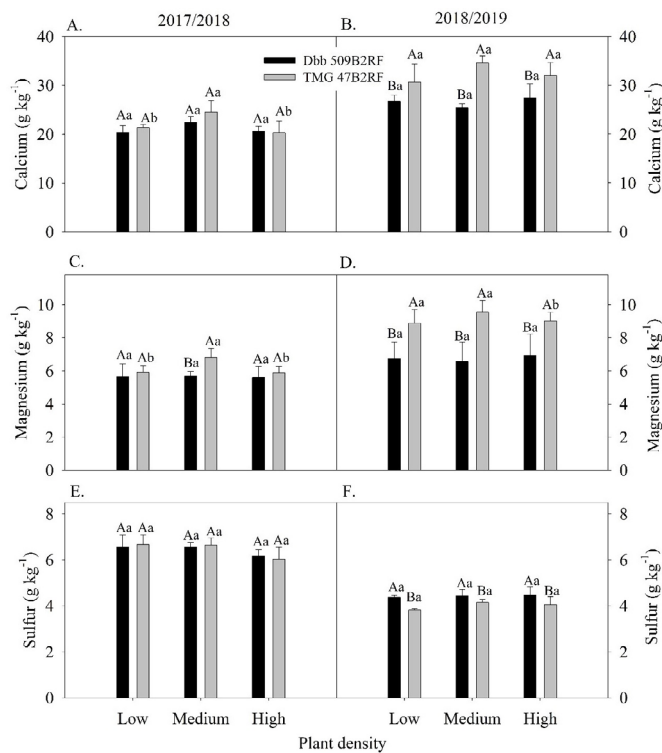 2017/2018
2018/2019
A.
B.
40
30
20
10
0
Calcium (g kg-1)
Dbb 509B2RF
TMG 47B2RF
Aa Ab
Aa Aa
Aa Ab
Ba Aa
Ba Aa
Ba Aa
40
30
20
10
0
Calcium (g kg-1)
C.
D.
10
8
6
4
2
0
Magnesium (g kg-1)
Aa Ab
Ba Aa
Aa Ab
Ba Aa
Ba Aa
Ba Ab
10
8
6
4
2
0
Magnesium (g kg-1)
E.
F.
8
6
4
2
0
Sulfur (g kg-1)
Aa Aa
Aa Aa
Aa Aa
Aa Ba
Aa Ba
Aa Ba
8
6
4
2
0
Sulfur (g kg-1)
Low Medium High
Low Medium High
Plant density